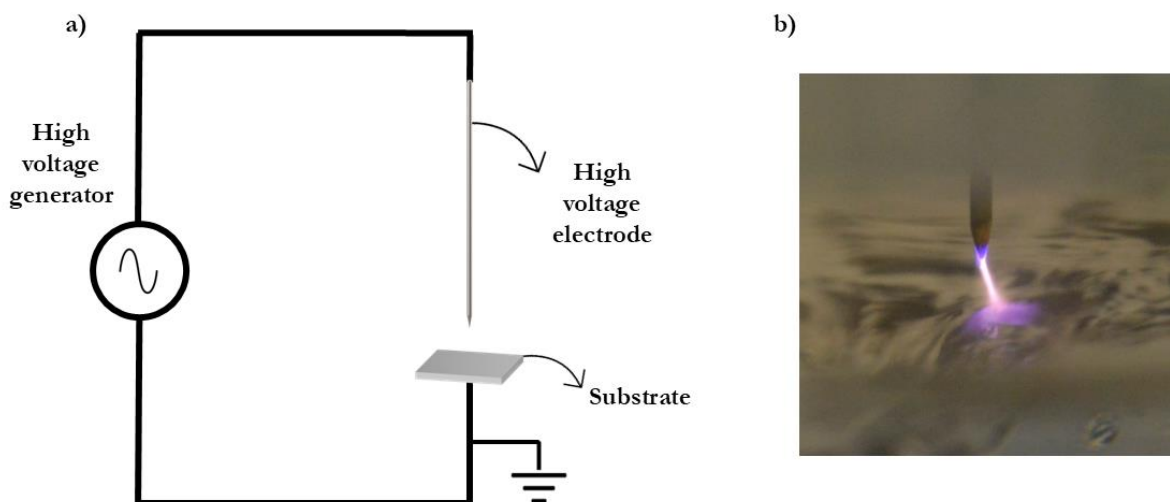 a)
High
voltage
generator
High
voltage
electrode
Substrate
b)